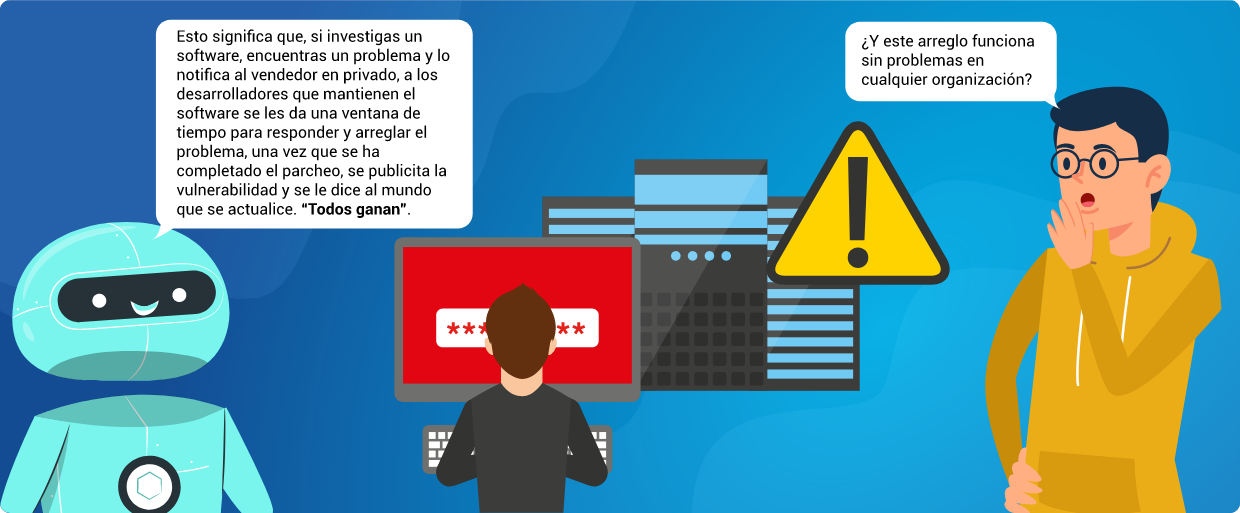 Esto significa que, si investigas un
software, encuentras un problema y lo
notifica al vendedor en privado, a los
desarrolladores que mantienen el
software se les da una ventana de
tiempo para responder y arreglar el
problema, una vez que se ha
completado el parcheo, se publicita la
vulnerabilidad y se le dice al mundo
que se actualice. “Todos ganan”.
¿Y este arreglo funciona
sin problemas en
cualquier organización?
!
*** **